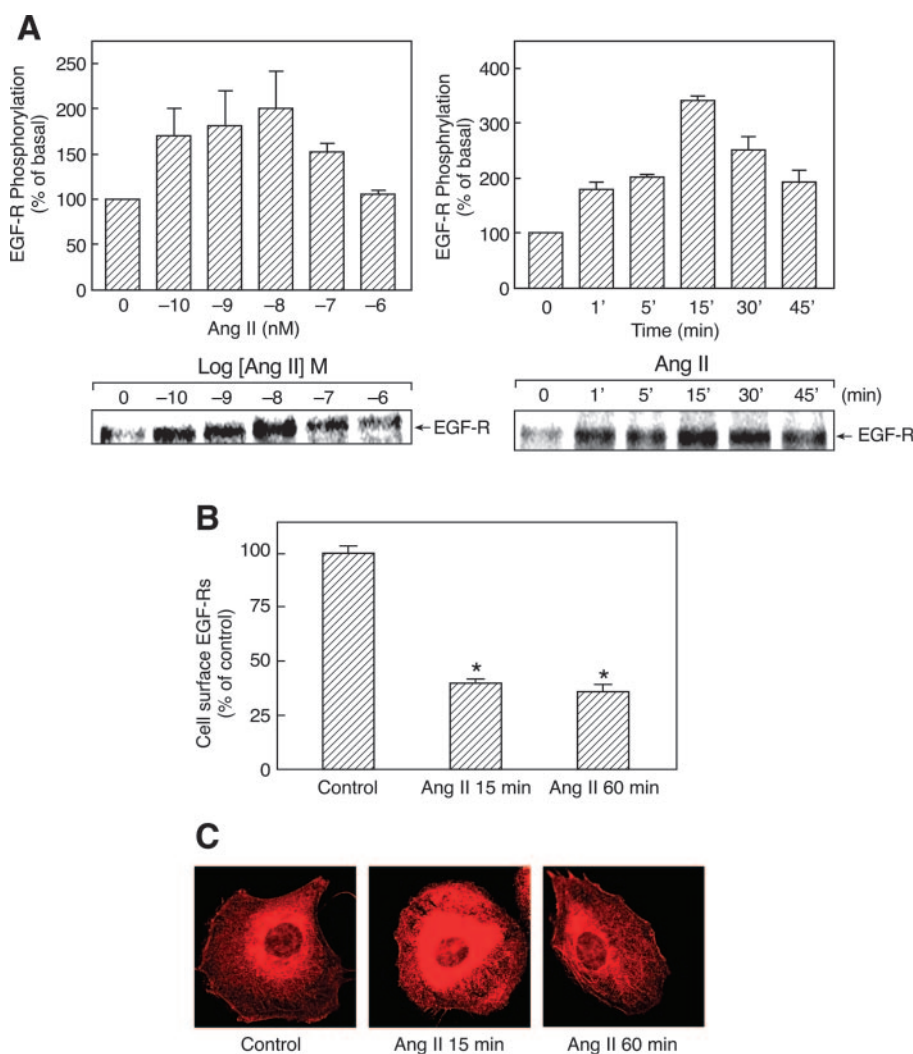 A
EGF-R Phosphorylation
(% of basal)
250
200
150
100
50
0
0 –10 –9 –8 –7 –6
Ang II (nM)
Log [Ang II] M
0 –10 –9 –8 –7 –6
←EGF-R
EGF-R Phosphrylation
(% of basal)
400
300
200
100
0
0 1' 5' 15' 30' 45'
Time (min)
Ang II
0 1' 5' 15' 30' 45' (min)
← EGF-R
B
Cell surface EGF-Rs
(% of control)
100
75
50
25
0
* *
Control Ang II 15 min Ang II 60 min
C
Control Ang II 15 min Ang II 60 min